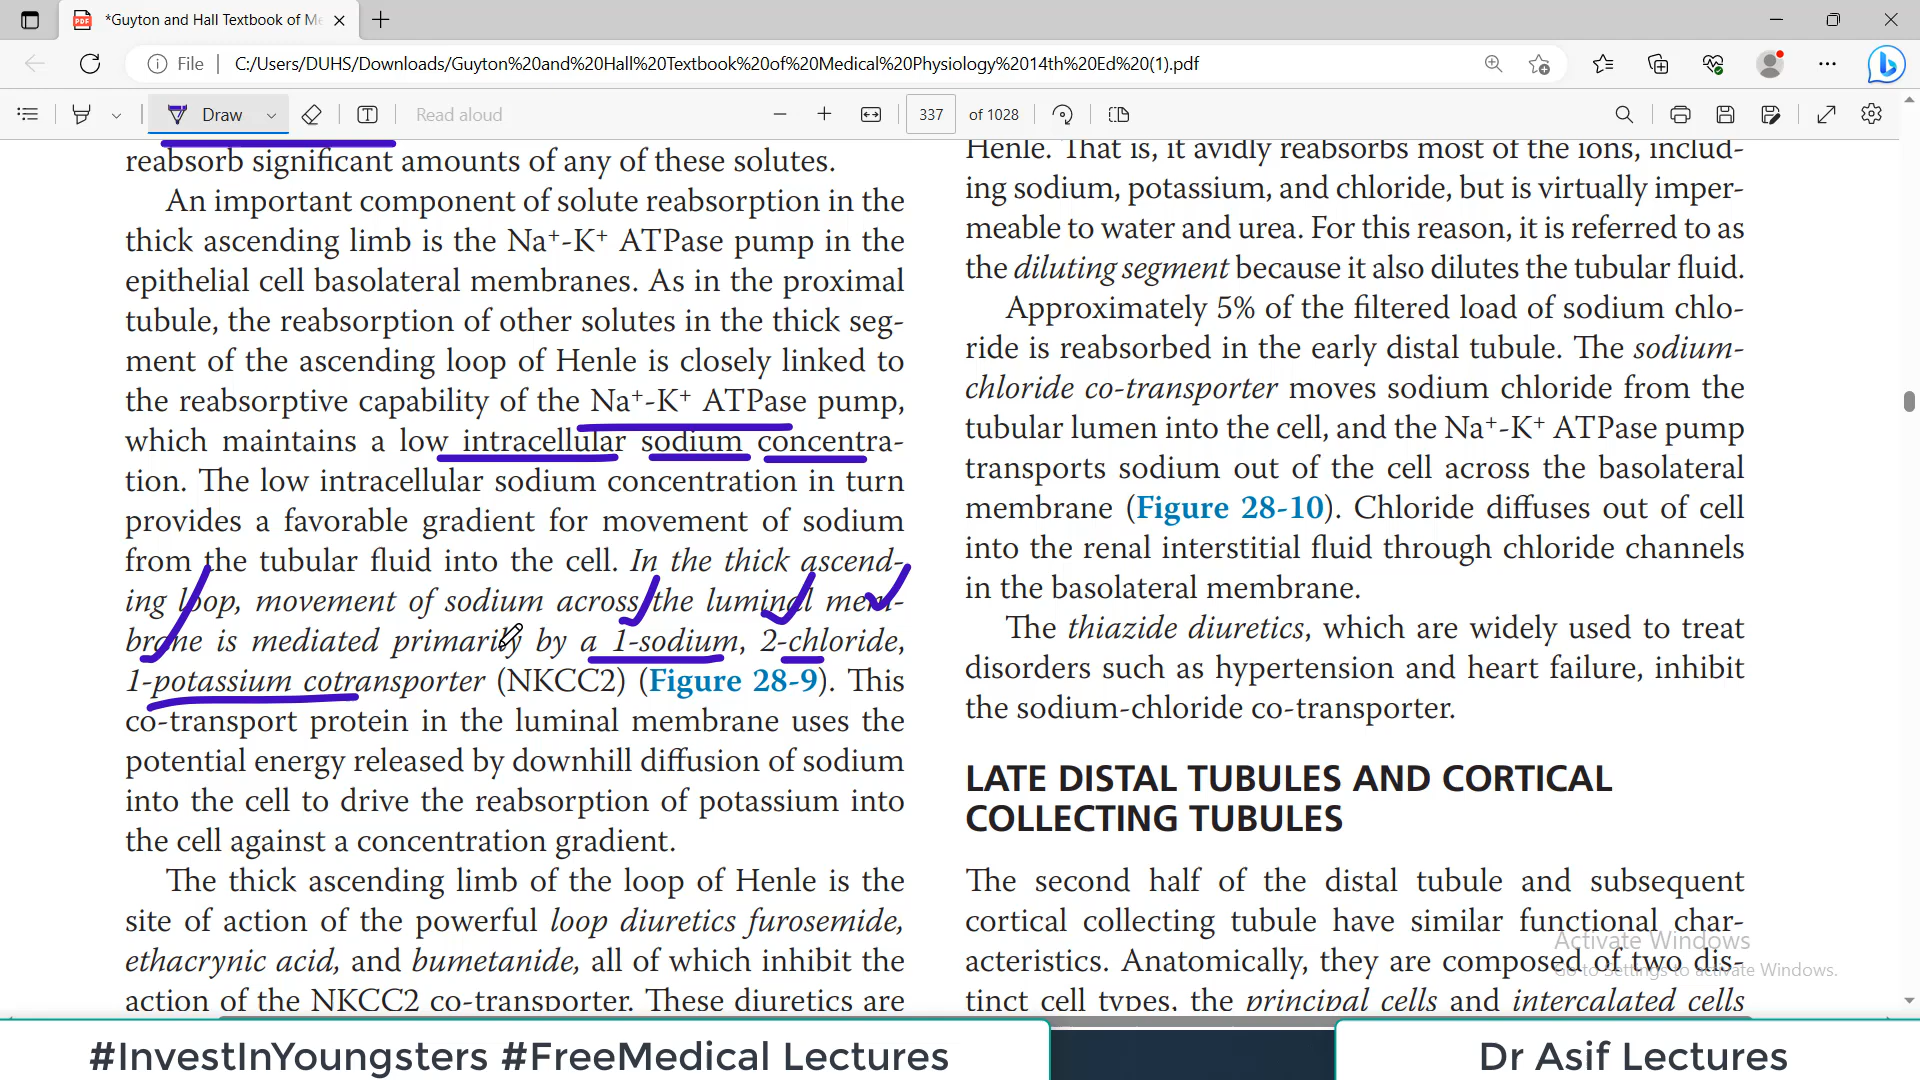 *Guyton and Hall Textbook of Me
File
C:/Users/DUHS/Downloads/Guyton%20and%20Hall%20Textbook%20of%20Medical%20Physiology%2014th%20Ed%20(1).pdf
Draw
T
Read aloud
337 of 1028
reabsorb significant amounts of any of these solutes.
An important component of solute reabsorption in the
thick ascending limb is the Na⁺-K⁺ ATPase pump in the
epithelial cell basolateral membranes. As in the proximal
tubule, the reabsorption of other solutes in the thick seg-
ment of the ascending loop of Henle is closely linked to
the reabsorptive capability of the Na⁺-K⁺ ATPase pump,
which maintains a low intracellular sodium concentra-
tion. The low intracellular sodium concentration in turn
provides a favorable gradient for movement of sodium
from the tubular fluid into the cell. In the thick ascend-
ing loop, movement of sodium across the luminal mem-
brane is mediated primarily by a 1-sodium, 2-chloride,
1-potassium cotransporter (NKCC2) (Figure 28-9). This
co-transport protein in the luminal membrane uses the
potential energy released by downhill diffusion of sodium
into the cell to drive the reabsorption of potassium into
the cell against a concentration gradient.
The thick ascending limb of the loop of Henle is the
site of action of the powerful loop diuretics furosemide,
ethacrynic acid, and bumetanide, all of which inhibit the
action of the NKCC2 co-transporter. These diuretics are
Henle. That is, it avidly reabsorbs most of the ions, includ-
ing sodium, potassium, and chloride, but is virtually imper-
meable to water and urea. For this reason, it is referred to as
the diluting segment because it also dilutes the tubular fluid.
Approximately 5% of the filtered load of sodium chlo-
ride is reabsorbed in the early distal tubule. The sodium-
chloride co-transporter moves sodium chloride from the
tubular lumen into the cell, and the Na⁺-K⁺ ATPase pump
transports sodium out of the cell across the basolateral
membrane (Figure 28-10). Chloride diffuses out of cell
into the renal interstitial fluid through chloride channels
in the basolateral membrane.
The thiazide diuretics, which are widely used to treat
disorders such as hypertension and heart failure, inhibit
the sodium-chloride co-transporter.
LATE DISTAL TUBULES AND CORTICAL
COLLECTING TUBULES
The second half of the distal tubule and subsequent
cortical collecting tubule have similar functional char-
acteristics. Anatomically, they are composed of two dis-
tinct cell types, the principal cells and intercalated cells
Activate Windows
Go to Settings to activate Windows.
#InvestInYoungsters #FreeMedical Lectures
Dr Asif Lectures